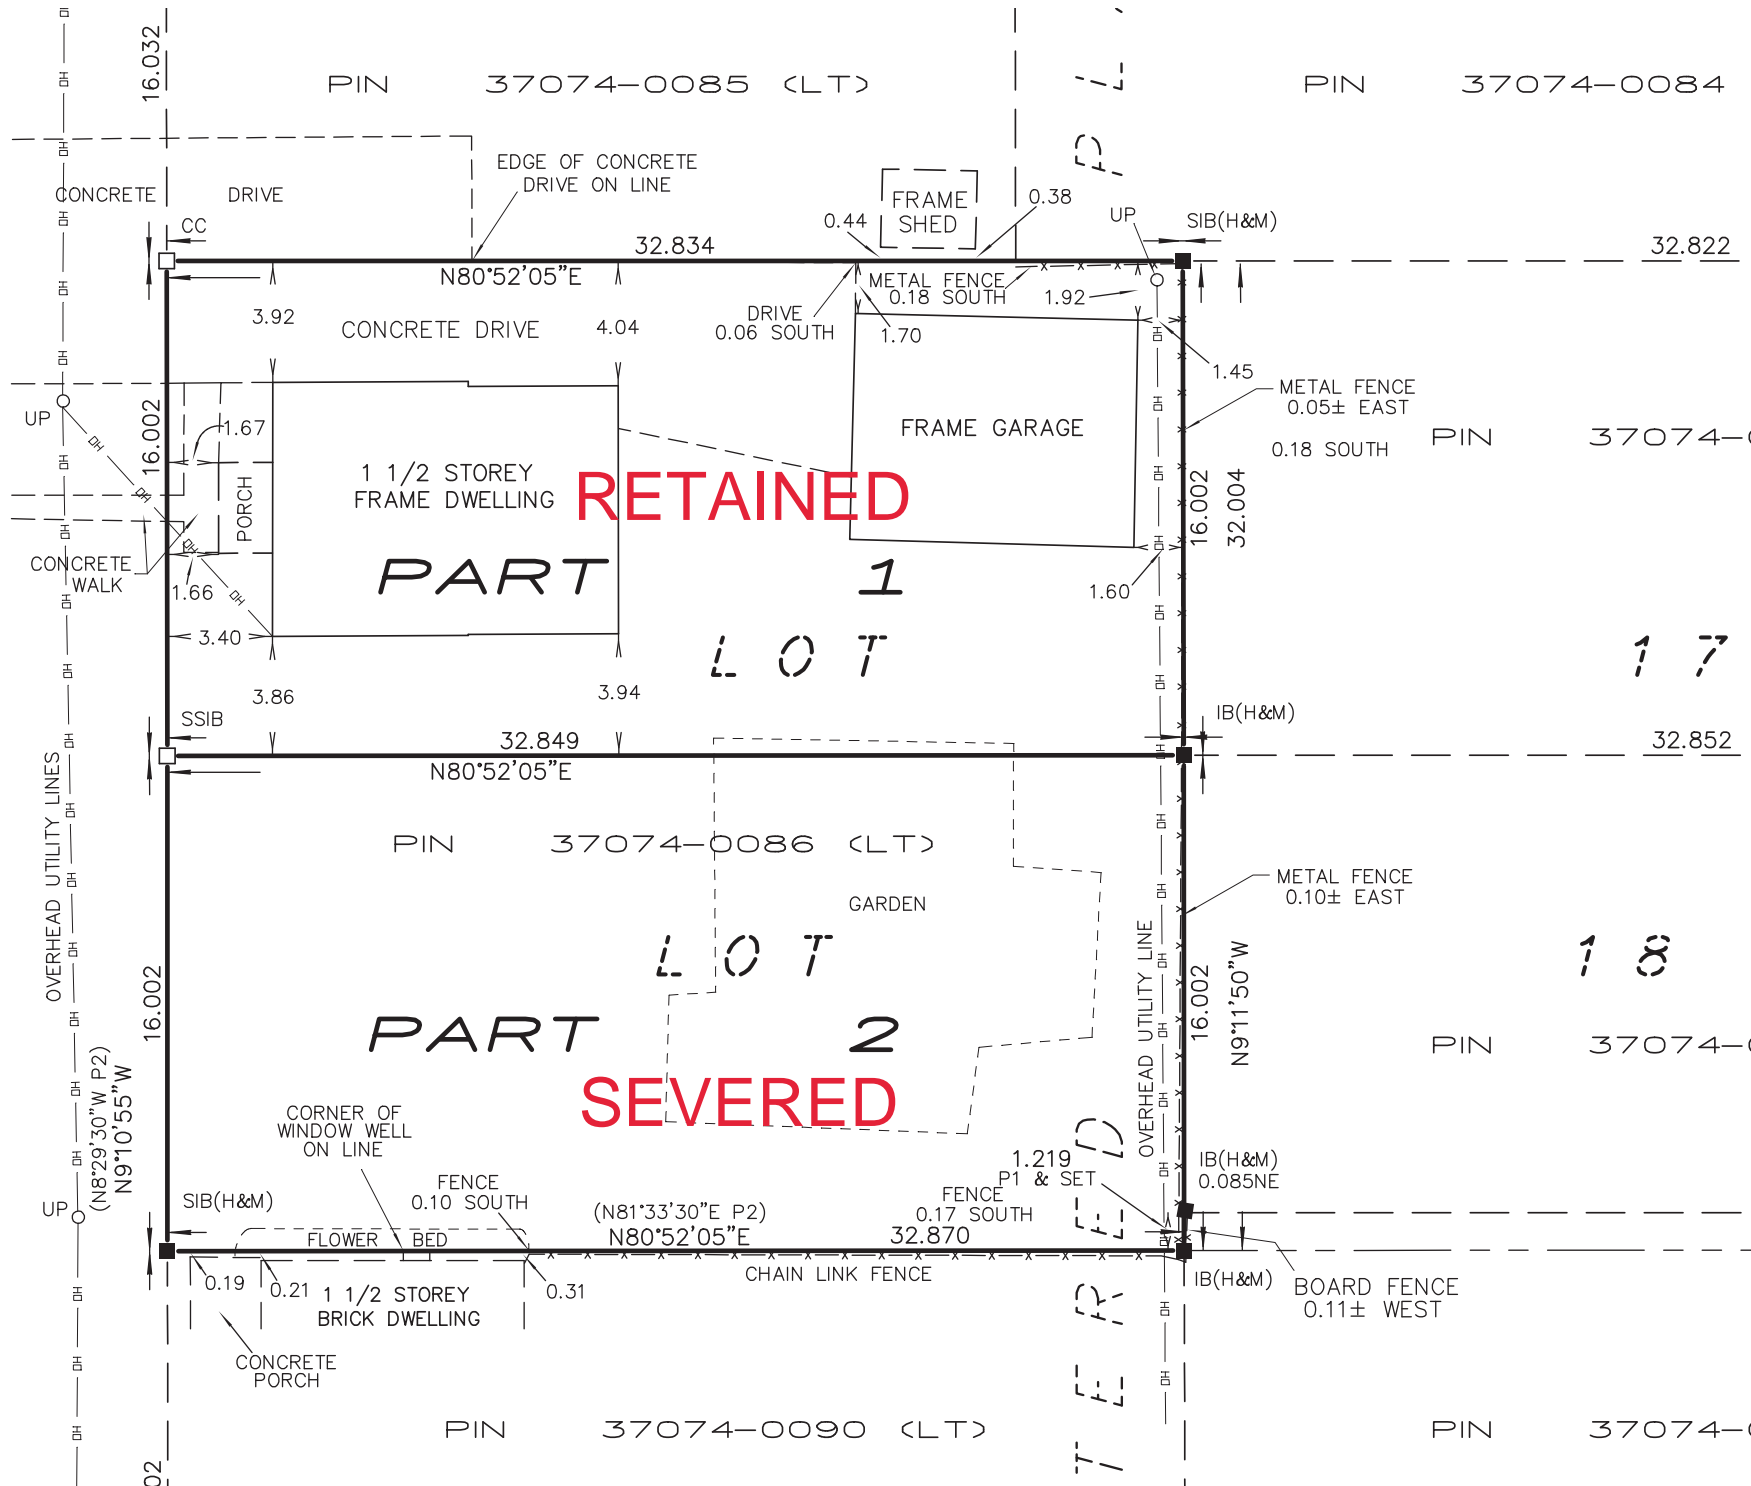 16.032
PIN 37074-0085 (LT)
PIN 37074-0084
P L
EDGE OF CONCRETE
DRIVE ON LINE
CONCRETE DRIVE
FRAME
SHED
0.44
0.38
UP
SIB(H&M)
CC
32.834
32.822
N80°52'05"E
METAL FENCE
0.18 SOUTH
1.92
3.92
CONCRETE DRIVE
4.04
DRIVE
0.06 SOUTH
1.70
1.45
METAL FENCE
0.05± EAST
0.18 SOUTH
UP
1.67
16.002
FRAME GARAGE
PIN 37074-
1 1/2 STOREY
FRAME DWELLING
RETAINED
PORCH
16.002
32.004
CONCRETE
WALK
1.66
PART 1
1.60
3.40
LOT 17
3.86
3.94
SSIB
IB(H&M)
32.849
32.852
N80°52'05"E
OVERHEAD UTILITY LINES
PIN 37074-0086 (LT)
METAL FENCE
0.10± EAST
GARDEN
LOT 18
OVERHEAD UTILITY LINE
16.002
16.002
N9°11'50"W
PART 2
PIN 37074-
SEVERED
(N8°29'30"W P2)
N9°10'55"W
CORNER OF
WINDOW WELL
ON LINE
1.219
P1 & SET
IB(H&M)
0.085NE
FENCE
0.10 SOUTH
FENCE
0.17 SOUTH
UP
SIB(H&M)
(N81°33'30"E P2)
N80°52'05"E
32.870
FLOWER BED
0.19
0.21
0.31
CHAIN LINK FENCE
IB(H&M)
1 1/2 STOREY
BRICK DWELLING
BOARD FENCE
0.11± WEST
CONCRETE
PORCH
TERED
PIN 37074-0090 (LT)
PIN 37074-
02
OH